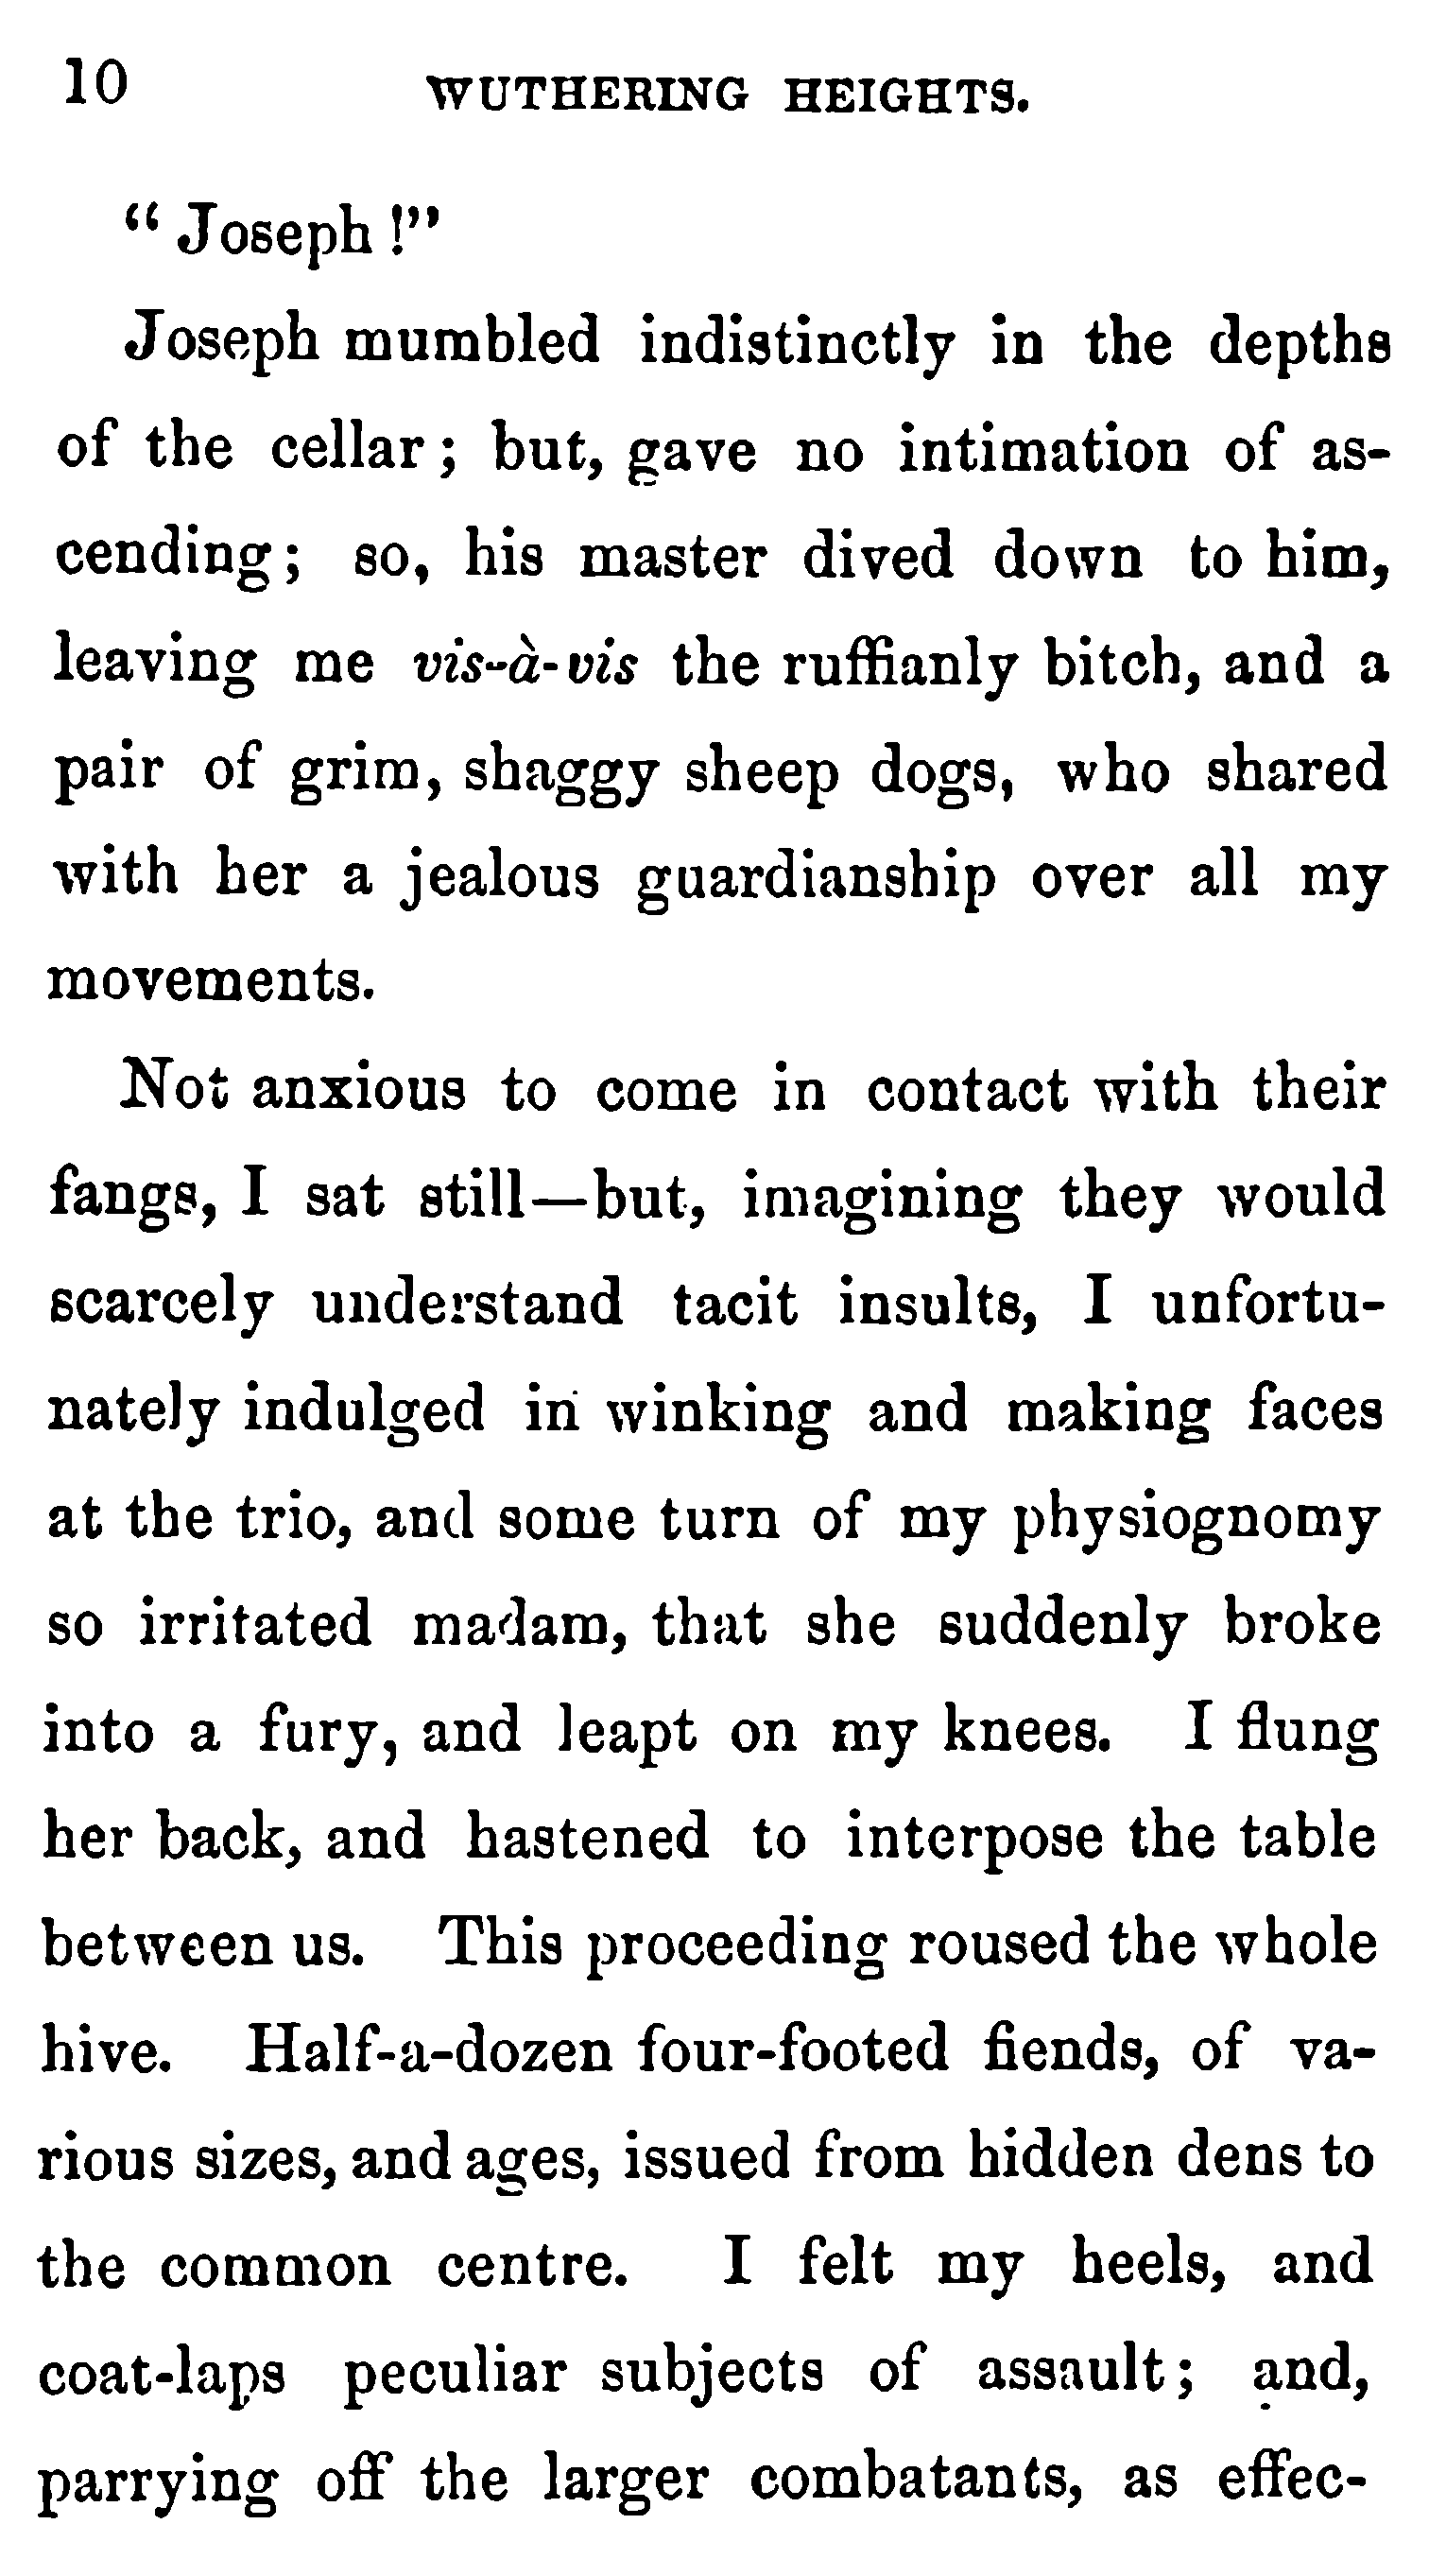 10 WUTHERING HEIGHTS.
" Joseph !"
Joseph mumbled indistinctly in the depths
of the cellar ; but, gave no intimation of as-
cending ; so, his master dived down to him,
leaving me vis-à-vis the ruffianly bitch, and a
pair of grim, shaggy sheep dogs, who shared
with her a jealous guardianship over all my
movements.
Not anxious to come in contact with their
fangs, I sat still—but, imagining they would
scarcely understand tacit insults, I unfortu-
nately indulged in winking and making faces
at the trio, and some turn of my physiognomy
so irritated madam, that she suddenly broke
into a fury, and leapt on my knees. I flung
her back, and hastened to interpose the table
between us. This proceeding roused the whole
hive. Half-a-dozen four-footed fiends, of va-
rious sizes, and ages, issued from hidden dens to
the common centre. I felt my heels, and
coat-laps peculiar subjects of assault ; and,
parrying off the larger combatants, as effec-